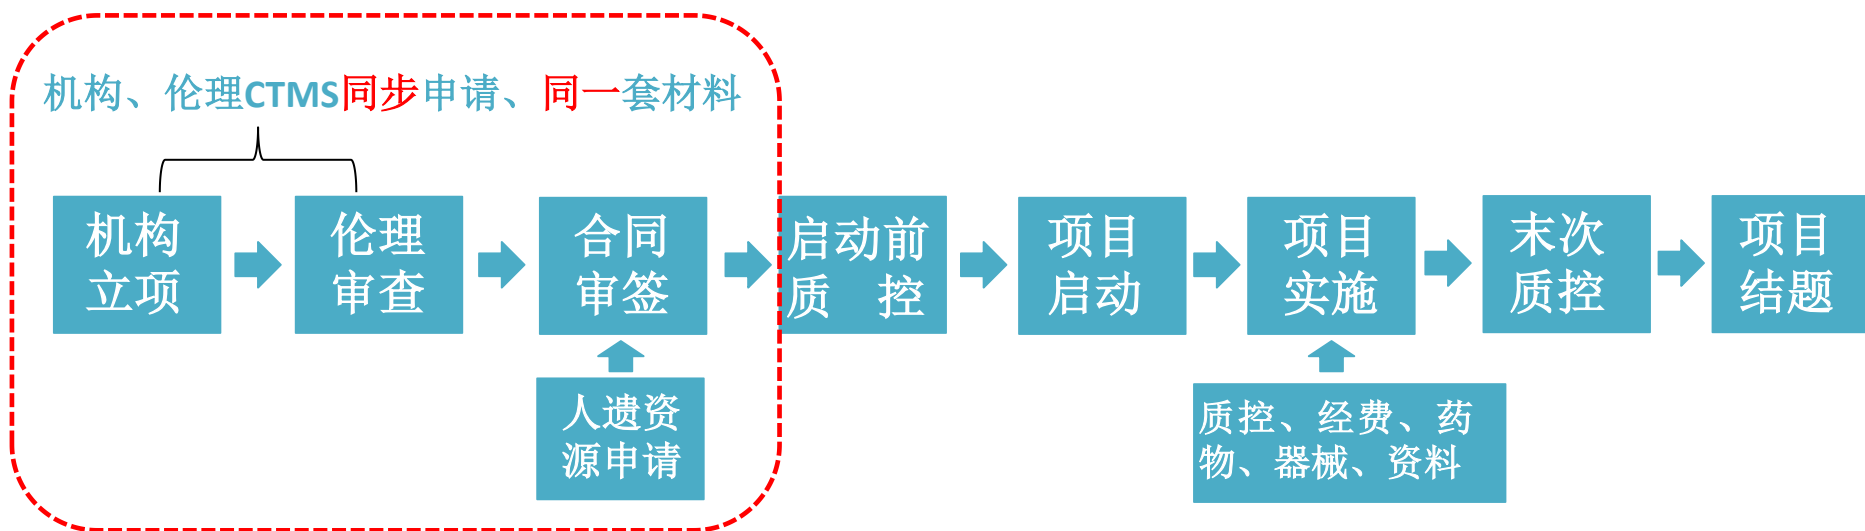 机构、伦理CTMS同步申请、同一套材料
机构
立项
伦理
审查
合同
审签
启动前
质 控
项目
启动
项目
实施
末次
质控
项目
结题
人遗资
源申请
质控、经费、药
物、器械、资料